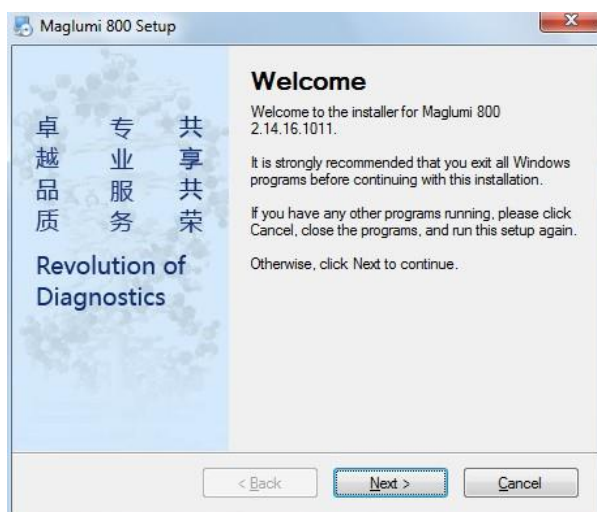 Maglumi 800 Setup
卓越品质
专业服务
共享共荣
Revolution of
Diagnostics
Welcome
Welcome to the installer for Maglumi 800
2.14.16.1011.
It is strongly recommended that you exit all Windows
programs before continuing with this installation.
If you have any other programs running, please click
Cancel, close the programs, and run this setup again.
Otherwise, click Next to continue.
< Back
Next >
Cancel